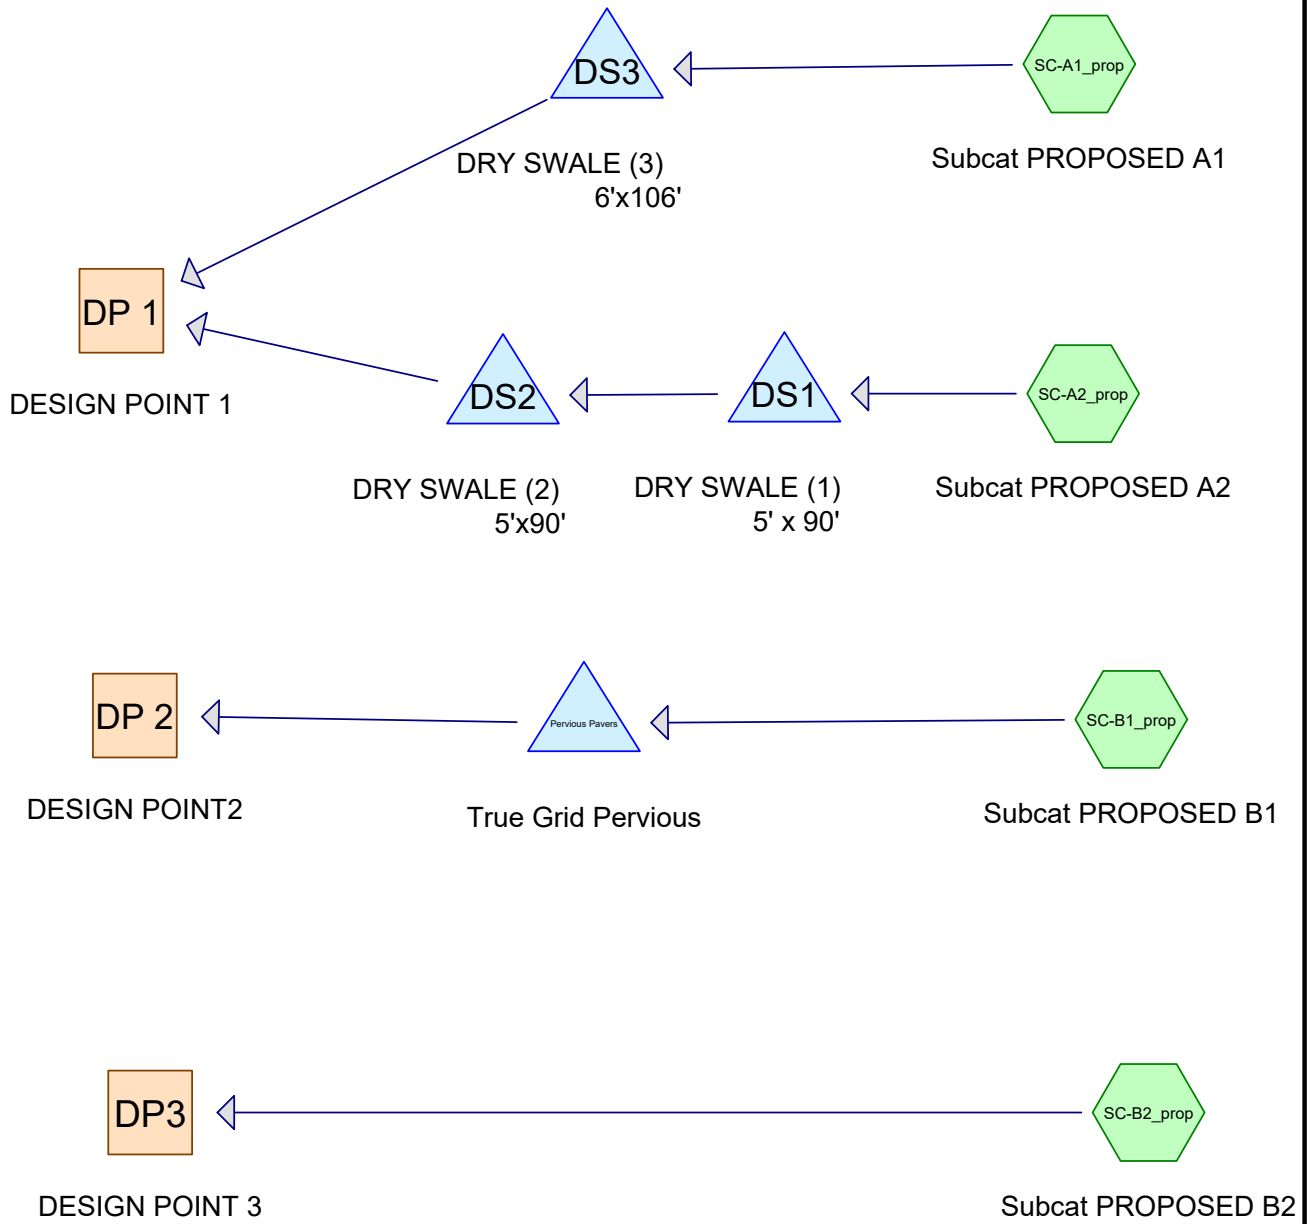 DS3
SC-A1_prop
DRY SWALE (3)
6'x106'
Subcat PROPOSED A1
DP 1
DESIGN POINT 1
DS2
DS1
SC-A2_prop
DRY SWALE (2)
5'x90'
DRY SWALE (1)
5' x 90'
Subcat PROPOSED A2
DP 2
Pervious Pavers
SC-B1_prop
DESIGN POINT2
True Grid Pervious
Subcat PROPOSED B1
DP3
SC-B2_prop
DESIGN POINT 3
Subcat PROPOSED B2